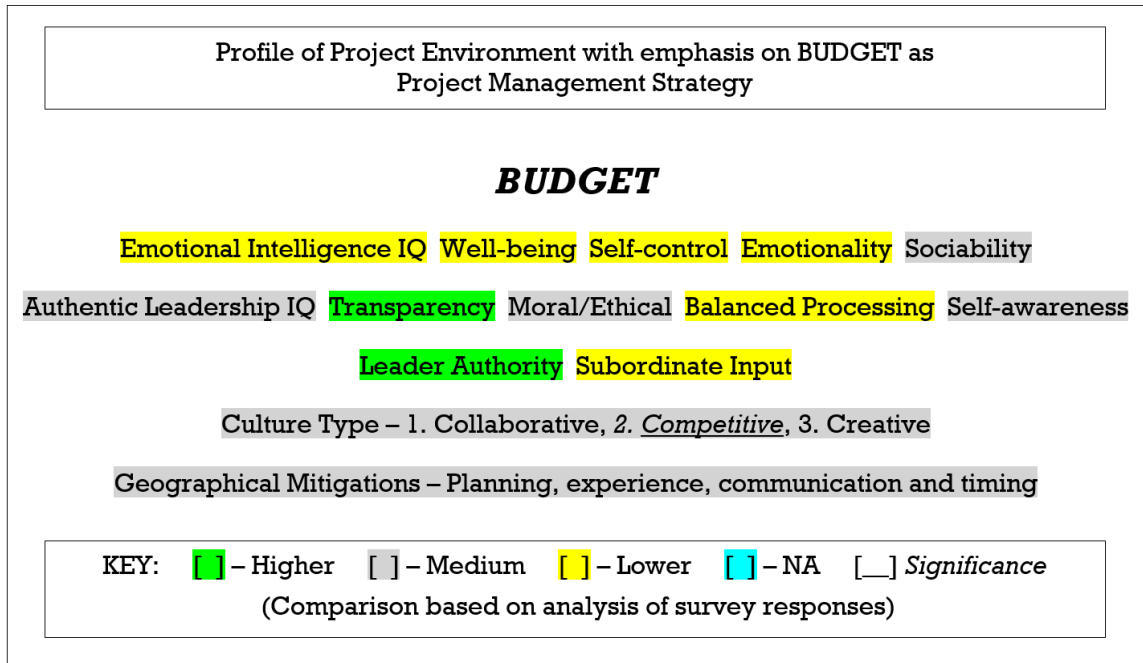 Profile of Project Environment with emphasis on BUDGET as
Project Management Strategy
BUDGET
Emotional Intelligence IQ Well-being Self-control Emotionality Sociability
Authentic Leadership IQ Transparency Moral/Ethical Balanced Processing Self-awareness
Leader Authority Subordinate Input
Culture Type – 1. Collaborative, 2. Competitive, 3. Creative
Geographical Mitigations – Planning, experience, communication and timing
KEY: [ ] – Higher [ ] – Medium [ ] – Lower [ ] – NA [__] Significance
(Comparison based on analysis of survey responses)